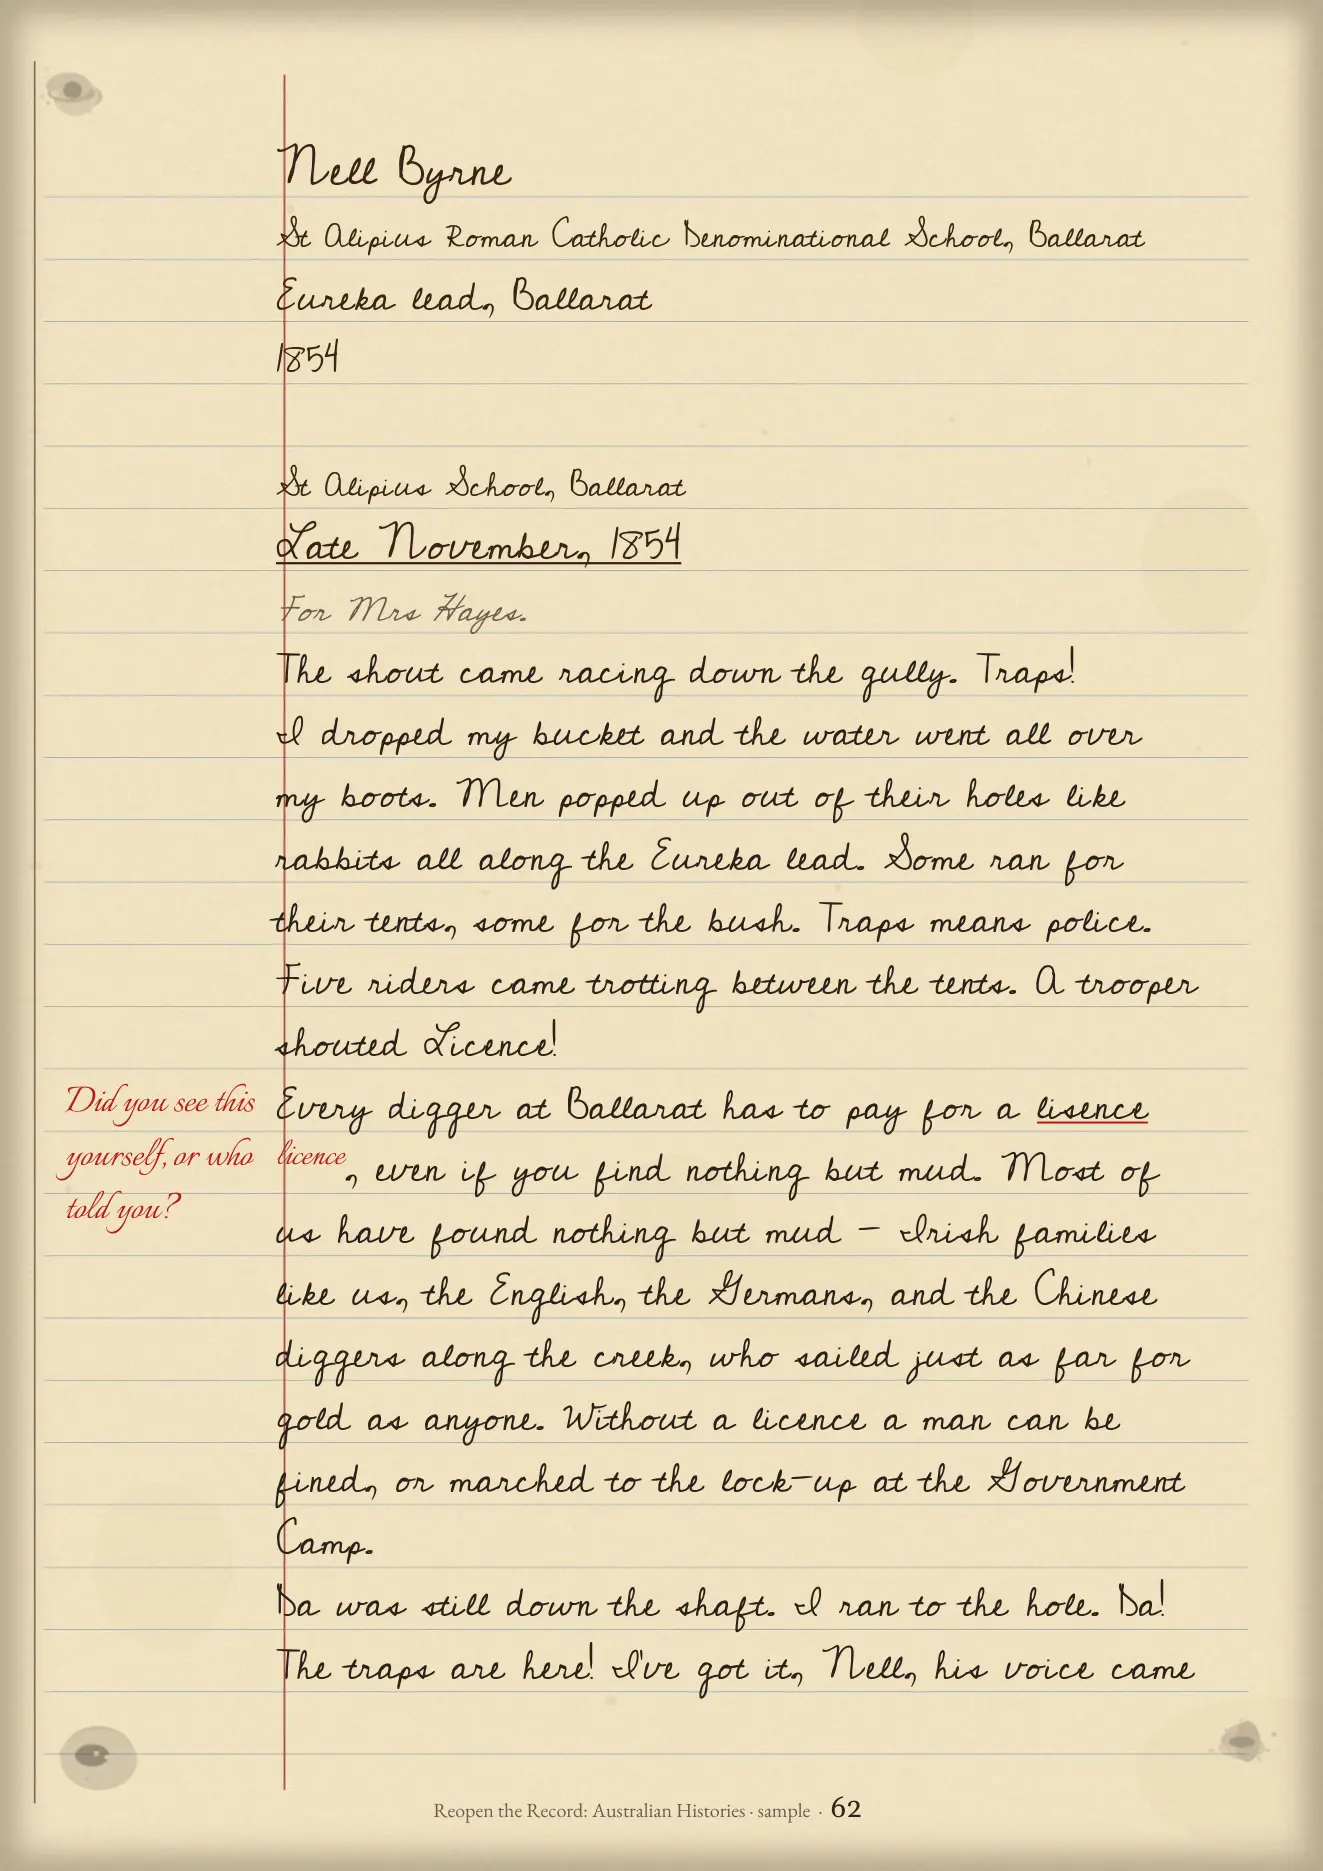 Nell Byrne
St Alipius Roman Catholic Denominational School, Ballarat
Eureka lead, Ballarat
1854
St Alipius School, Ballarat
Late November, 1854
For Mrs Hayes.
The shout came racing down the gully. Traps!
I dropped my bucket and the water went all over
my boots. Men popped up out of their holes like
rabbits all along the Eureka lead. Some ran for
their tents, some for the bush. Traps means police.
Five riders came trotting between the tents. A trooper
shouted Licence!
Did you see this
yourself, or who
told you?
Every digger at Ballarat has to pay for a lisence
licence, even if you find nothing but mud. Most of
us have found nothing but mud – Irish families
like us, the English, the Germans, and the Chinese
diggers along the creek, who sailed just as far for
gold as anyone. Without a licence a man can be
fined, or marched to the lock-up at the Government
Camp.
Da was still down the shaft. I ran to the hole. Da!
The traps are here! I've got it, Nell, his voice came
Reopen the Record: Australian Histories · sample · 62